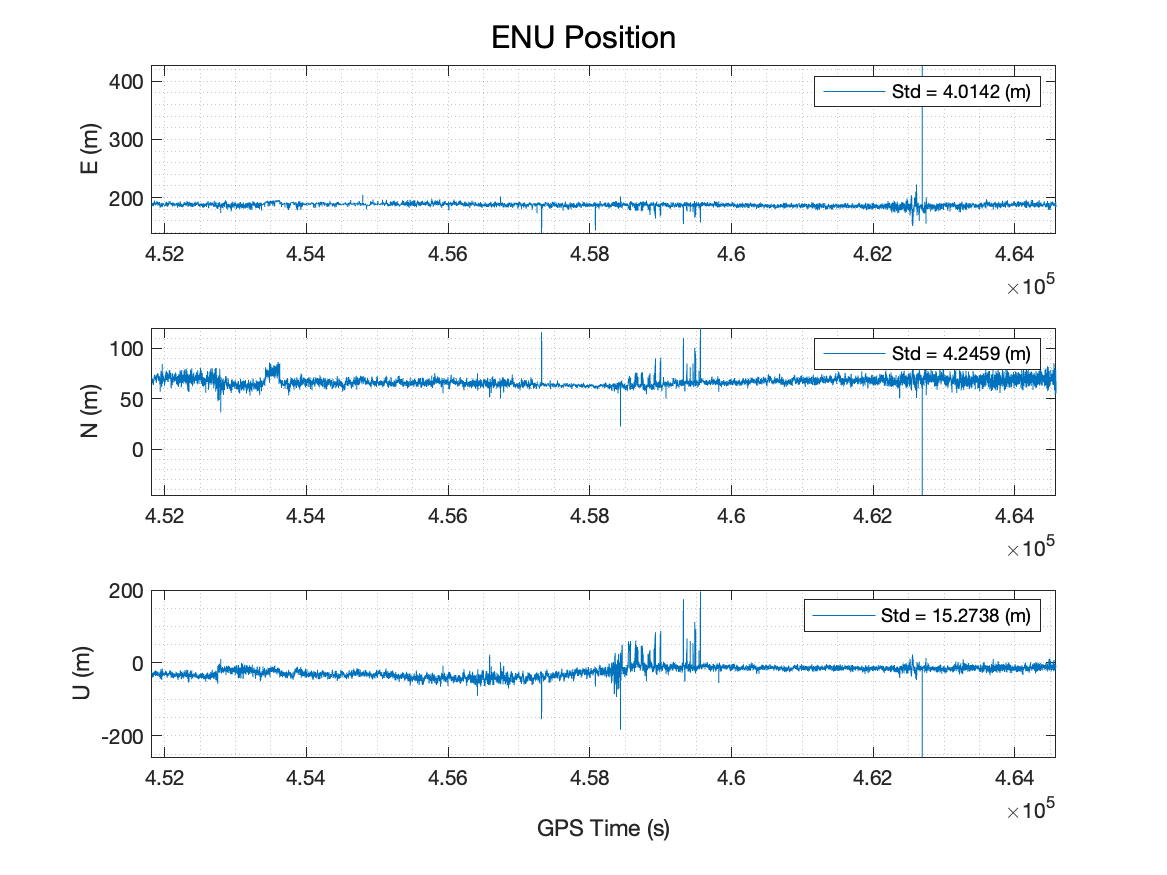 ENU Position
E (m)
400
300
200
Std = 4.0142 (m)
4.52 4.54 4.56 4.58 4.6 4.62 4.64
×10⁵
N (m)
100
50
0
Std = 4.2459 (m)
4.52 4.54 4.56 4.58 4.6 4.62 4.64
×10⁵
U (m)
200
0
-200
Std = 15.2738 (m)
4.52 4.54 4.56 4.58 4.6 4.62 4.64
×10⁵
GPS Time (s)